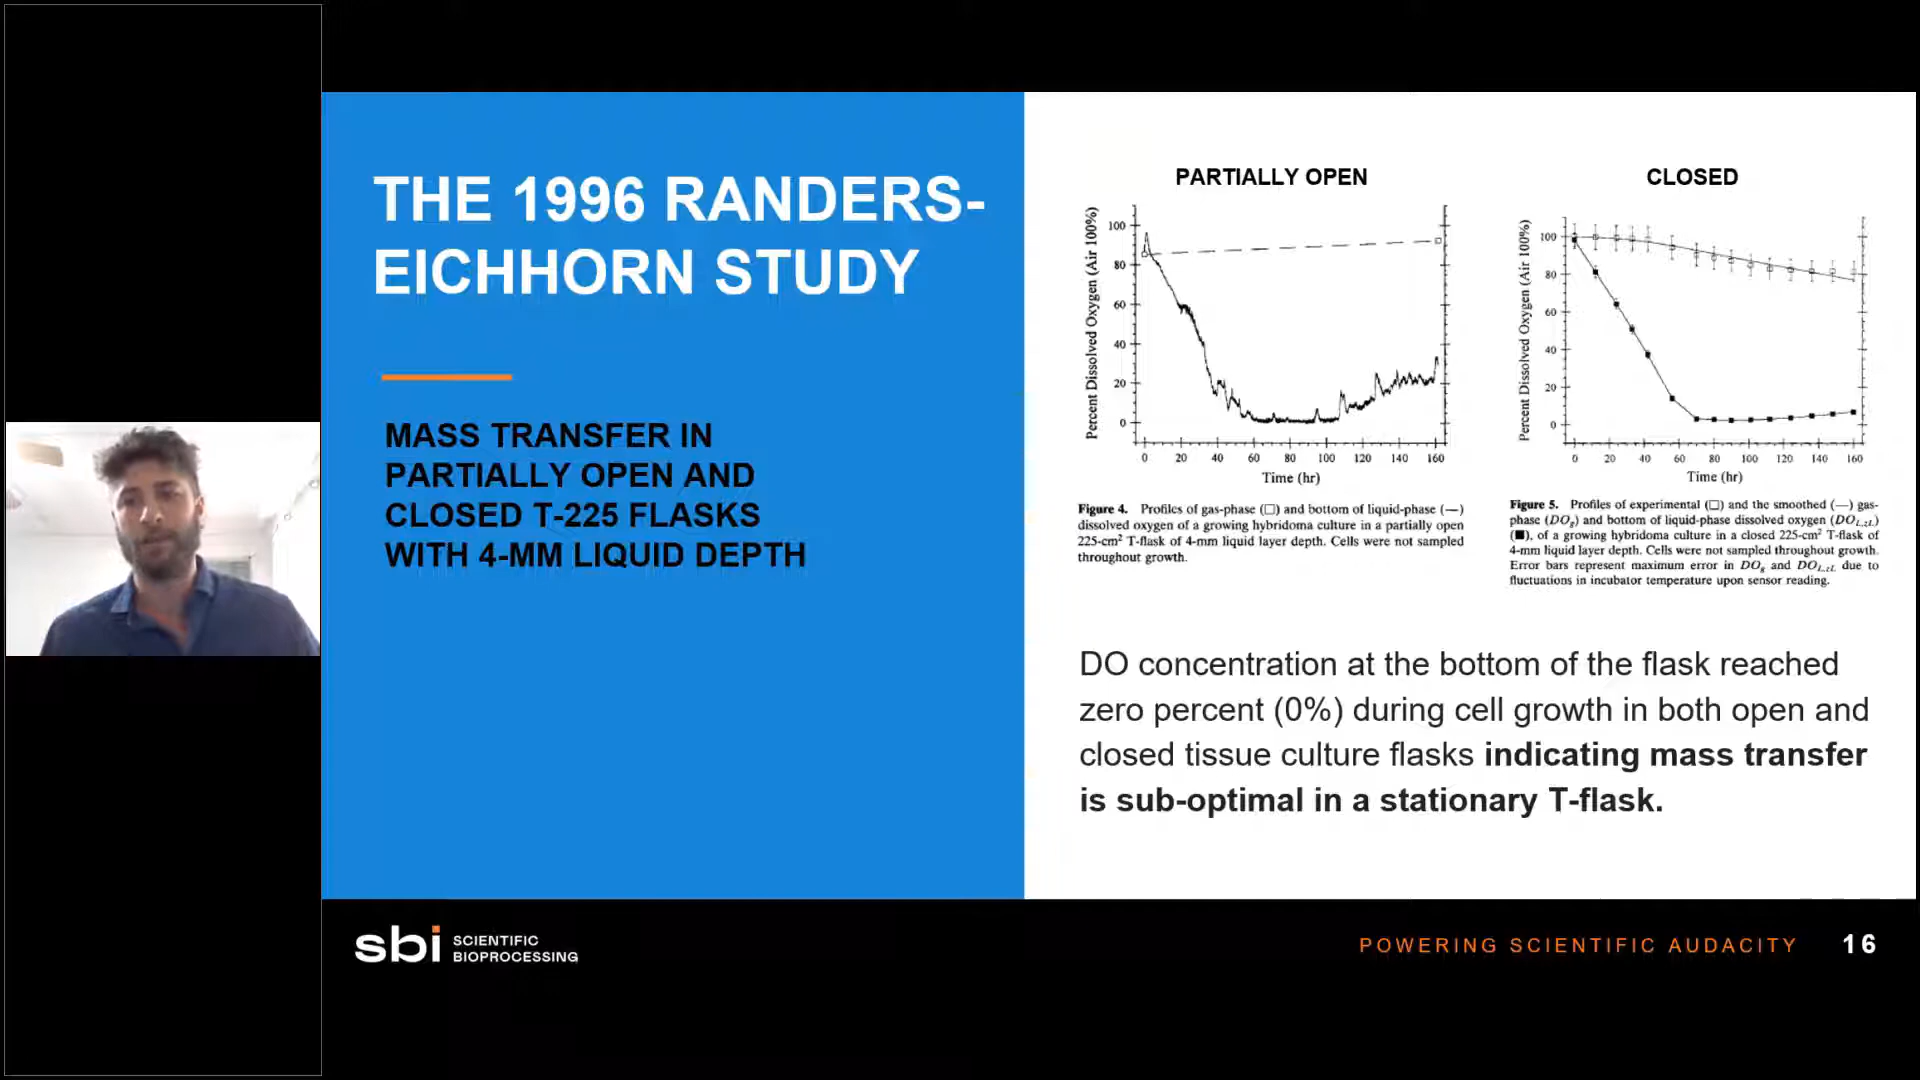 THE 1996 RANDERS-
EICHHORN STUDY
MASS TRANSFER IN
PARTIALLY OPEN AND
CLOSED T-225 FLASKS
WITH 4-MM LIQUID DEPTH
PARTIALLY OPEN
Percent Dissolved Oxygen (Air 100%)
100
80
60
40
20
0
0 20 40 60 80 100 120 140 160
Time (hr)
Figure 4. Profiles of gas-phase (□) and bottom of liquid-phase (—)
dissolved oxygen of a growing hybridoma culture in a partially open
225-cm² T-flask of 4-mm liquid layer depth. Cells were not sampled
throughout growth.
CLOSED
Percent Dissolved Oxygen (Air 100%)
100
80
60
40
20
0
0 20 40 60 80 100 120 140 160
Time (hr)
Figure 5. Profiles of experimental (□) and the smoothed (—) gas-
phase (DOg) and bottom of liquid-phase dissolved oxygen (DOL,zL)
(■), of a growing hybridoma culture in a closed 225-cm² T-flask of
4-mm liquid layer depth. Cells were not sampled throughout growth.
Error bars represent maximum error in DOg and DOL,zL due to
fluctuations in incubator temperature upon sensor reading.
DO concentration at the bottom of the flask reached
zero percent (0%) during cell growth in both open and
closed tissue culture flasks indicating mass transfer
is sub-optimal in a stationary T-flask.
sbi SCIENTIFIC
BIOPROCESSING
POWERING SCIENTIFIC AUDACITY 16